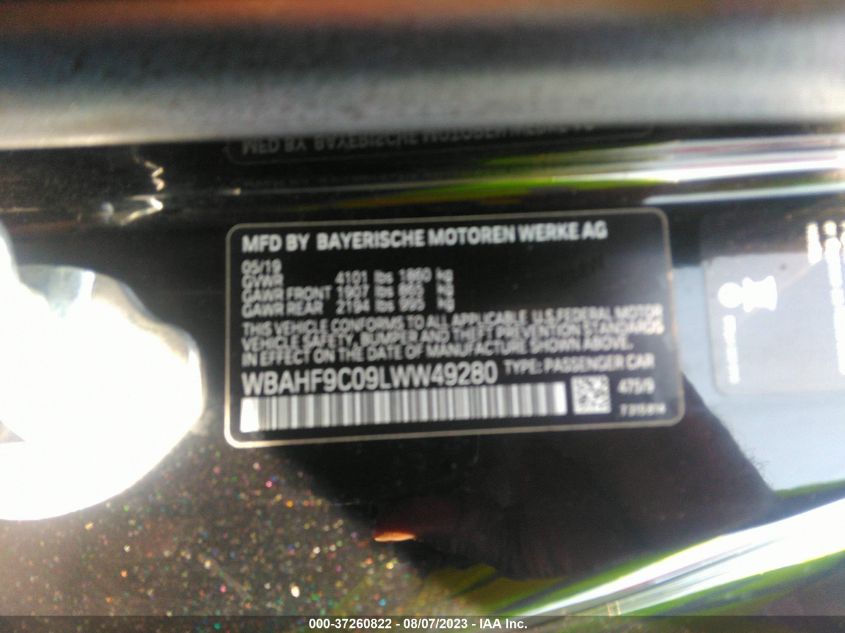 MFD BY BAYERISCHE MOTOREN WERKE AG
05/19
GVWR 4101 lbs 1860 kg
GAWR FRONT lbs kg
GAWR REAR 2194 lbs 995 kg
THIS VEHICLE CONFORMS TO ALL APPLICABLE U.S. FEDERAL MOTOR
VEHICLE SAFETY, BUMPER AND THEFT PREVENTION STANDARDS
IN EFFECT ON THE DATE OF MANUFACTURE SHOWN ABOVE.
WBAHF9C09LWW49280 TYPE: PASSENGER CAR
475/9
000-37260822 - 08/07/2023 - IAA Inc.